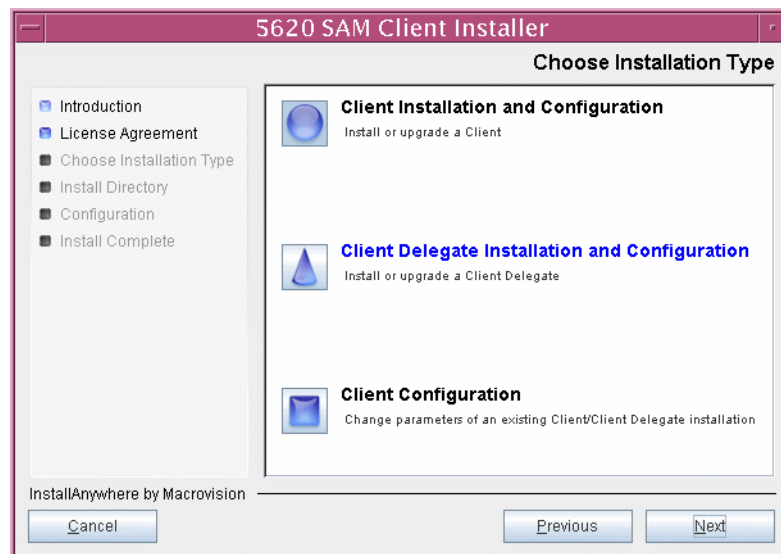 5620 SAM Client Installer
Choose Installation Type
Introduction
License Agreement
Choose Installation Type
Install Directory
Configuration
Install Complete
Client Installation and Configuration
Install or upgrade a Client
Client Delegate Installation and Configuration
Install or upgrade a Client Delegate
Client Configuration
Change parameters of an existing Client/Client Delegate installation
InstallAnywhere by Macrovision
Cancel
Previous
Next